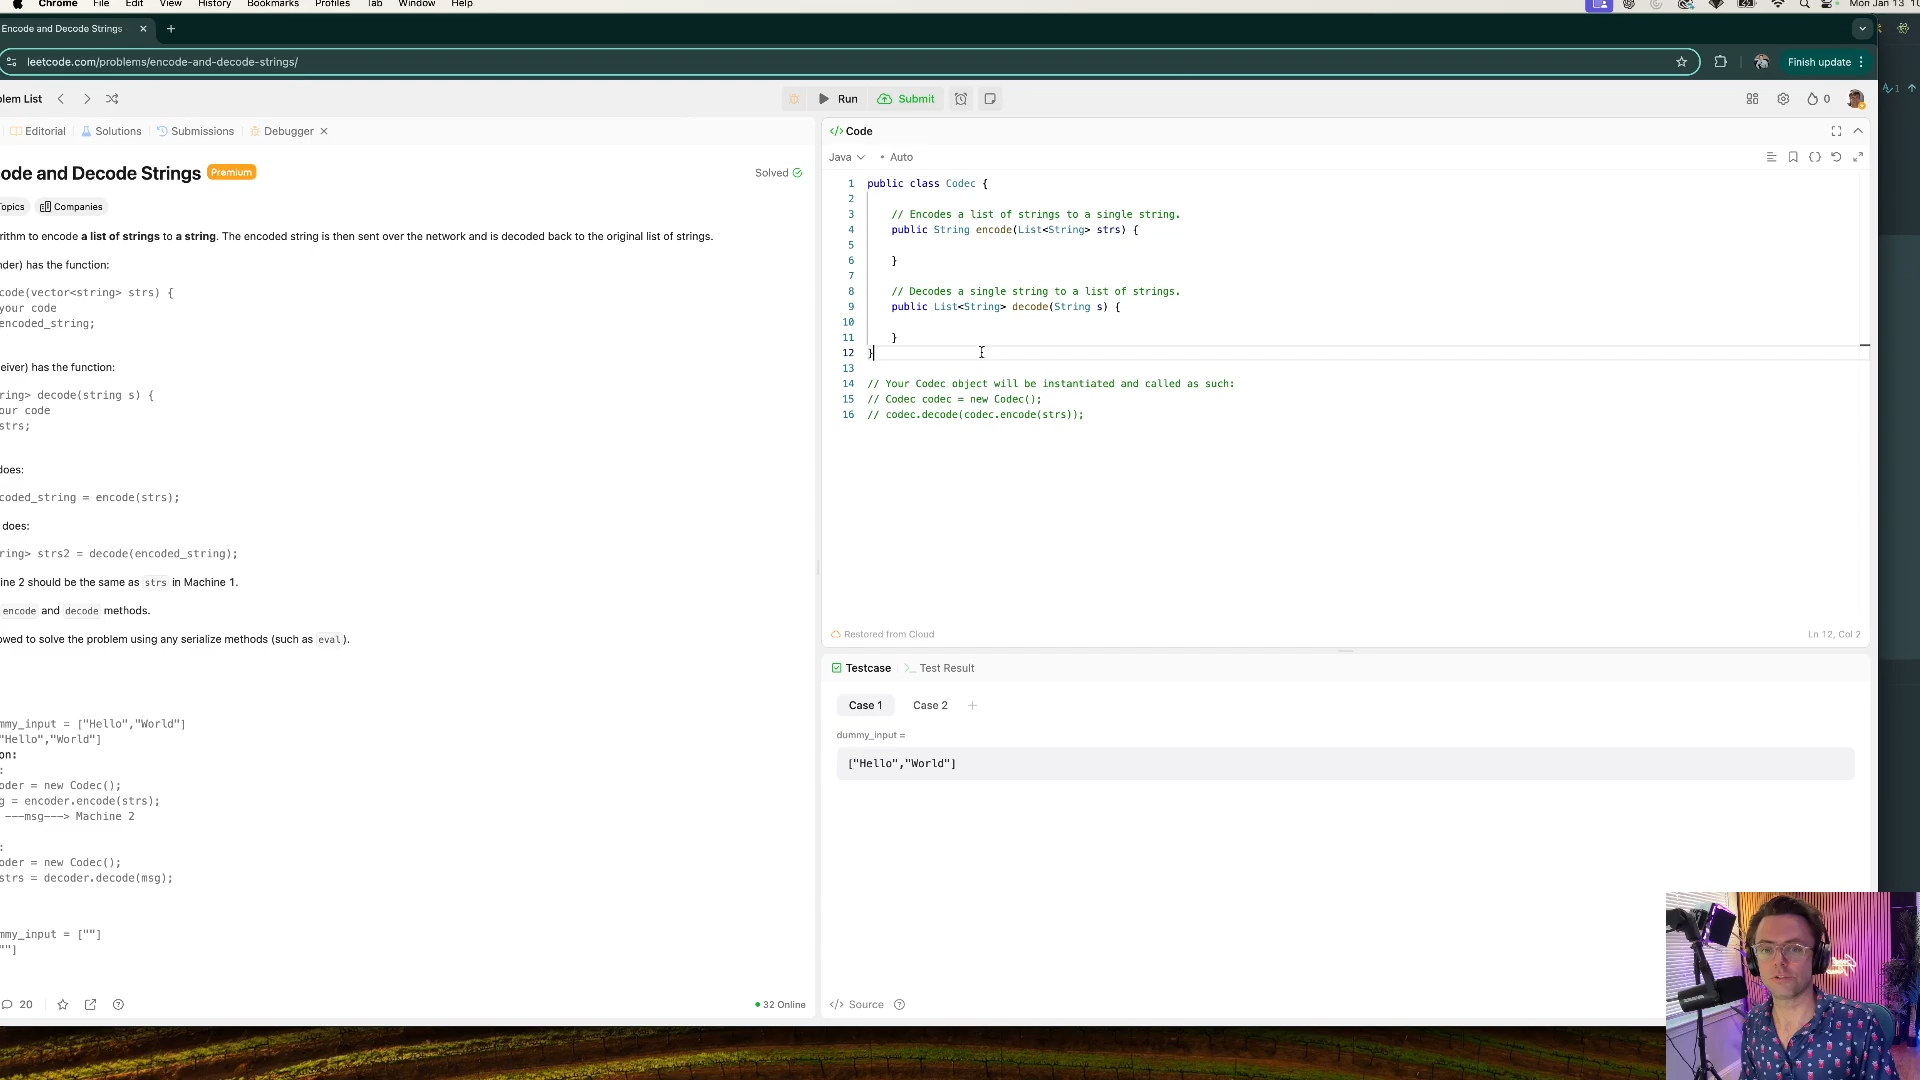 Chrome File Edit View History Bookmarks Profiles Tab Window Help Mon Jan 13
Encode and Decode Strings
leetcode.com/problems/encode-and-decode-strings/
Finish update
lem List
Run
Submit
0
Editorial
Solutions
Submissions
Debugger
ode and Decode Strings
Premium
Solved
opics
Companies
rithm to encode a list of strings to a string. The encoded string is then sent over the network and is decoded back to the original list of strings.
nder) has the function:
code(vector<string> strs) {
your code
encoded_string;
eiver) has the function:
ring> decode(string s) {
our code
strs;
does:
coded_string = encode(strs);
does:
ring> strs2 = decode(encoded_string);
ine 2 should be the same as strs in Machine 1.
encode and decode methods.
owed to solve the problem using any serialize methods (such as eval).
mmy_input = ["Hello","World"]
"Hello","World"]
on:
:
oder = new Codec();
g = encoder.encode(strs);
---msg---> Machine 2
:
oder = new Codec();
strs = decoder.decode(msg);
mmy_input = [""]
""]
20
32 Online
</> Code
Java
Auto
1 public class Codec {
2
3 // Encodes a list of strings to a single string.
4 public String encode(List<String> strs) {
5
6 }
7
8 // Decodes a single string to a list of strings.
9 public List<String> decode(String s) {
10
11 }
12 }
13
14 // Your Codec object will be instantiated and called as such:
15 // Codec codec = new Codec();
16 // codec.decode(codec.encode(strs));
Restored from Cloud
Ln 12, Col 2
Testcase
Test Result
Case 1
Case 2
dummy_input =
["Hello","World"]
</> Source